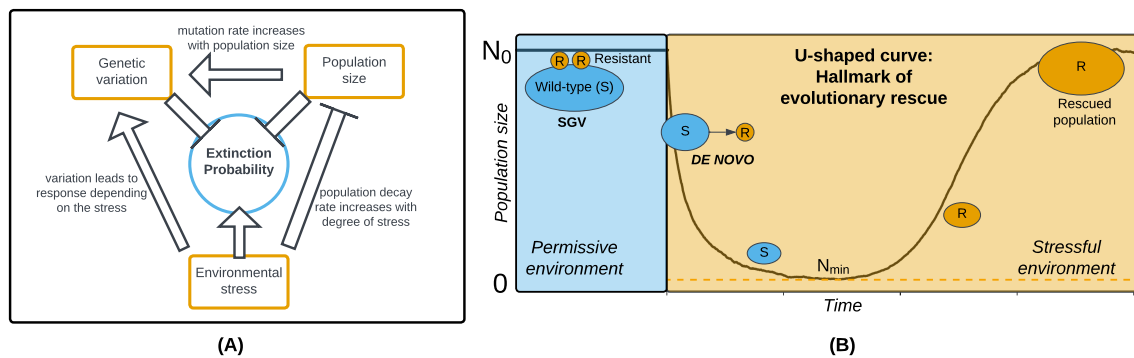 mutation rate increases
with population size
Genetic
variation
Population
size
Extinction
Probability
variation leads to
response depending
on the stress
population decay
rate increases with
degree of stress
Environmental
stress
(A)
N0
Population size
0
R R Resistant
Wild-type (S)
SGV
Permissive
environment
U-shaped curve:
Hallmark of
evolutionary rescue
S R
DE NOVO
S
Nmin
R
R
Rescued
population
Stressful
environment
Time
(B)